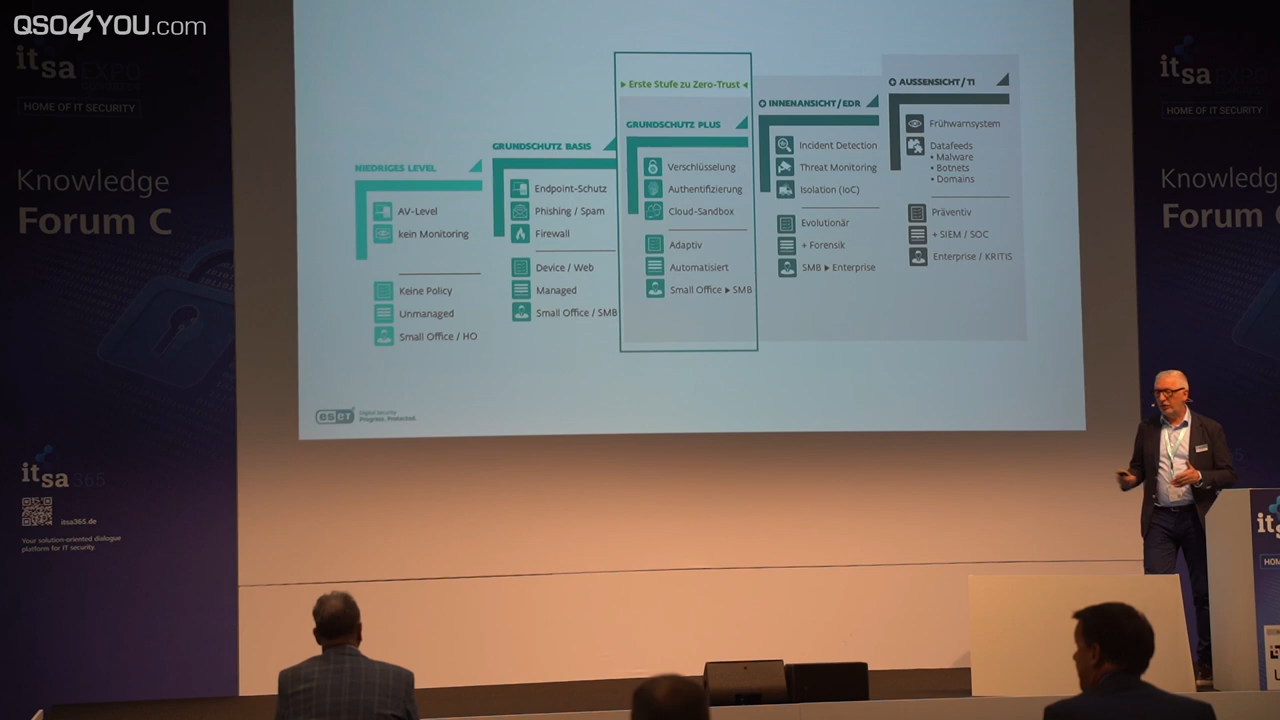 QSO4YOU.com
itsa EXPO
HOME OF IT SECURITY
Knowledge
Forum C
itsa 365
itsa365.de
Your solution-oriented dialogue
platform for IT security.
NIEDRIGES LEVEL
AV-Level
kein Monitoring
Keine Policy
Unmanaged
Small Office / HO
GRUNDSCHUTZ BASIS
Endpoint-Schutz
Phishing / Spam
Firewall
Device / Web
Managed
Small Office / SMB
▶ Erste Stufe zu Zero-Trust ◀
GRUNDSCHUTZ PLUS
Verschlüsselung
Authentifizierung
Cloud-Sandbox
Adaptiv
Automatisiert
Small Office ▶ SMB
INNENANSICHT / EDR
Incident Detection
Threat Monitoring
Isolation (IoC)
Evolutionär
+ Forensik
SMB ▶ Enterprise
AUSSENSICHT / TI
Frühwarnsystem
Datafeeds
• Malware
• Botnets
• Domains
Präventiv
+ SIEM / SOC
Enterprise / KRITIS
eset Digital Security
Progress. Protected.
itsa EXPO
HOME OF IT SECURITY
Knowledg
Forum
its
HOM